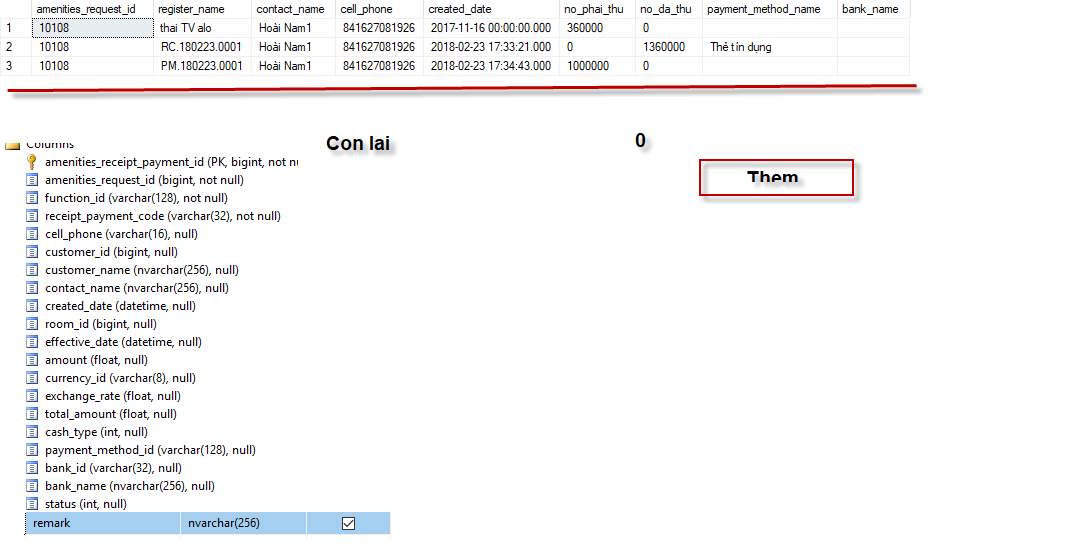 amenities_request_id register_name contact_name cell_phone created_date no_phai_thu no_da_thu payment_method_name bank_name
1 10108 thai TV alo Hoài Nam1 841627081926 2017-11-16 00:00:00.000 360000 0
2 10108 RC.180223.0001 Hoài Nam1 841627081926 2018-02-23 17:33:21.000 0 1360000 Thẻ tín dụng
3 10108 PM.180223.0001 Hoài Nam1 841627081926 2018-02-23 17:34:43.000 1000000 0
Con lai 0
Columns
Them
amenities_receipt_payment_id (PK, bigint, not nu
amenities_request_id (bigint, not null)
function_id (varchar(128), not null)
receipt_payment_code (varchar(32), not null)
cell_phone (varchar(16), null)
customer_id (bigint, null)
customer_name (nvarchar(256), null)
contact_name (nvarchar(256), null)
created_date (datetime, null)
room_id (bigint, null)
effective_date (datetime, null)
amount (float, null)
currency_id (varchar(8), null)
exchange_rate (float, null)
total_amount (float, null)
cash_type (int, null)
payment_method_id (varchar(128), null)
bank_id (varchar(32), null)
bank_name (nvarchar(256), null)
status (int, null)
remark nvarchar(256)